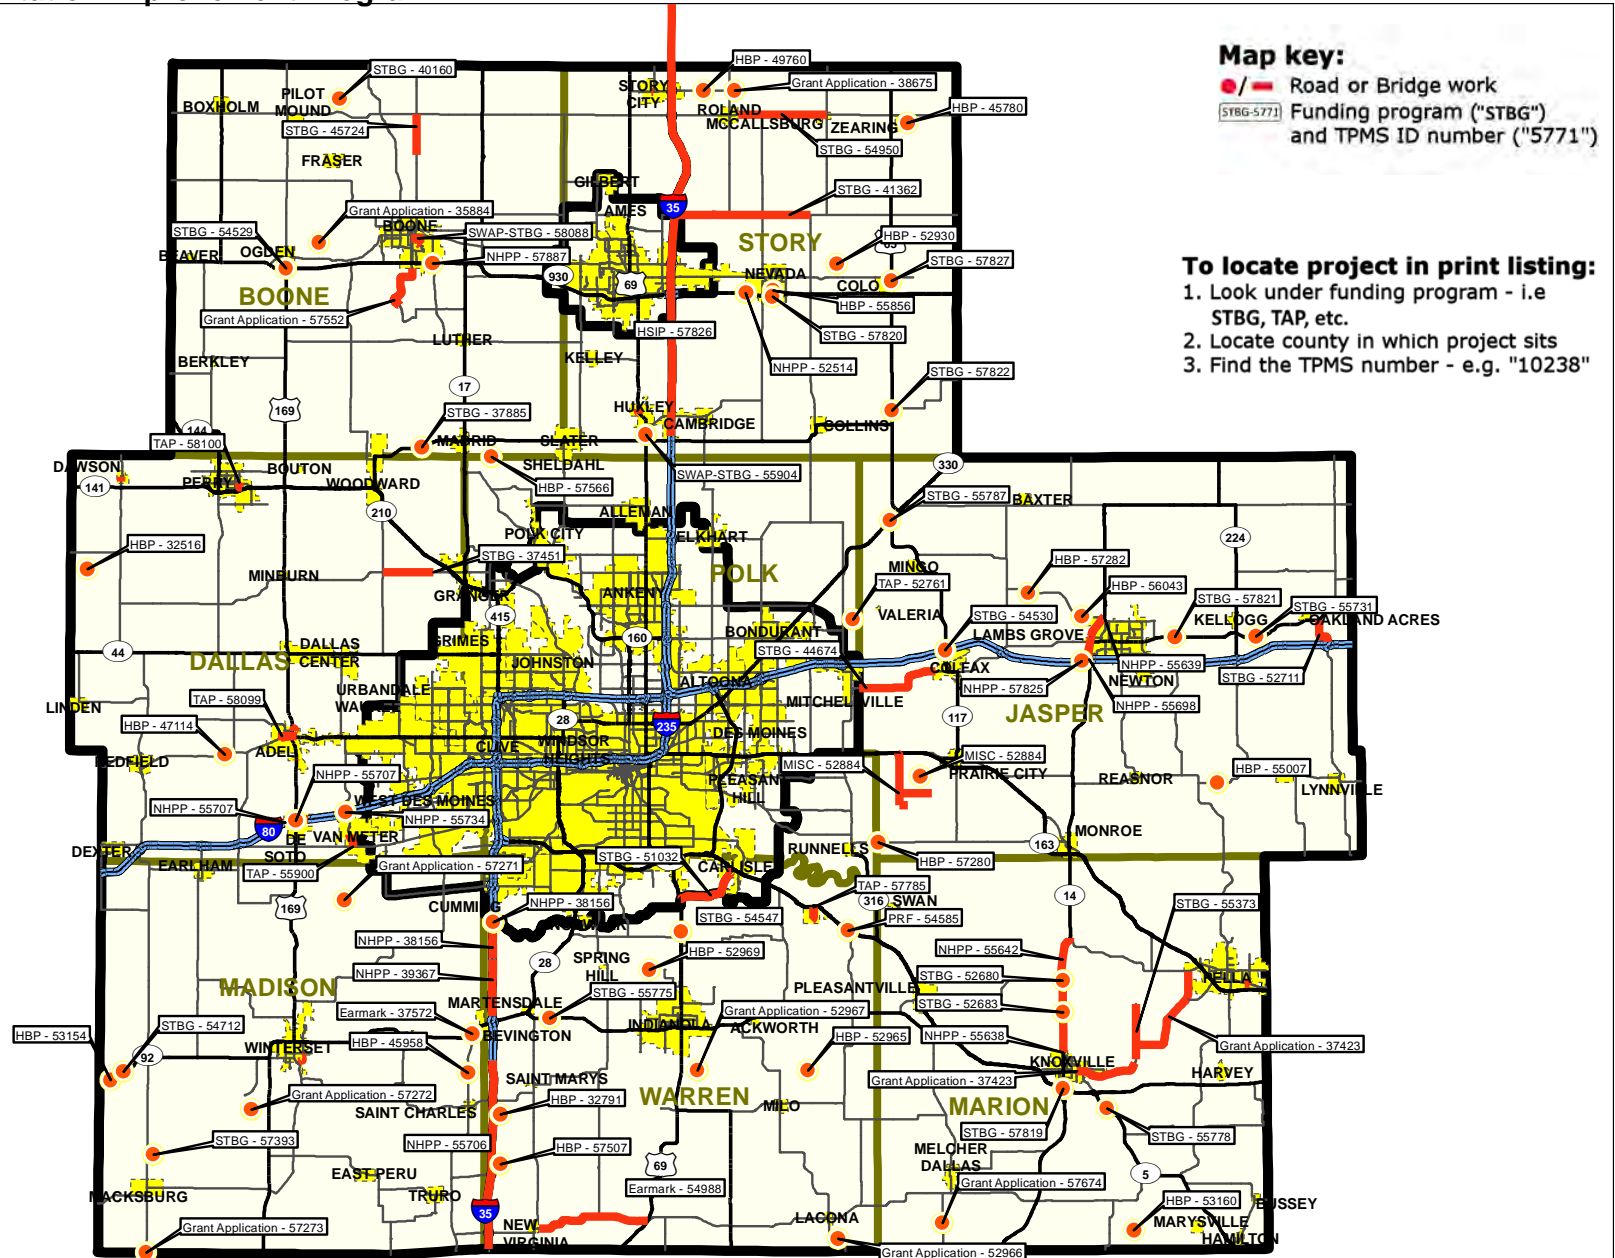 Map key:
Road or Bridge work
STBG-5771
Funding program ("STBG")
and TPMS ID number ("5771")
To locate project in print listing:
1. Look under funding program - i.e
STBG, TAP, etc.
2. Locate county in which project sits
3. Find the TPMS number - e.g. "10238"
HBP - 49760
STBG - 40160
Grant Application - 38675
STORY
CITY
PILOT
MOUND
BOXHOLM
ROLAND
HBP - 45780
MCCALLSBURG
ZEARING
STBG - 45724
STBG - 54950
FRASER
GILBERT
STBG - 41362
35
AMES
Grant Application - 35884
BOONE
STBG - 54529
SWAP-STBG - 58088
HBP - 52930
STORY
BEAVER
OGDEN
NHPP - 57887
STBG - 57827
930
69
NEVADA
COLO
BOONE
HBP - 55856
Grant Application - 57552
HSIP - 57826
STBG - 57820
LUTHER
KELLEY
BERKLEY
NHPP - 52514
STBG - 57822
17
169
HUXLEY
STBG - 37885
CAMBRIDGE
COLLINS
144
TAP - 58100
MADRID
SLATER
DAWSON
BOUTON
SHELDAHL
330
SWAP-STBG - 55904
141
PERRY
WOODWARD
HBP - 57566
STBG - 55787
BAXTER
210
ALLEMAN
POLK CITY
ELKHART
224
HBP - 32516
STBG - 37451
HBP - 57282
MINBURN
POLK
MINGO
TAP - 52761
HBP - 56043
GRANGER
ANKENY
STBG - 57821
415
VALERIA
STBG - 54530
STBG - 55731
KELLOGG
OAKLAND ACRES
160
BONDURANT
LAMBS GROVE
GRIMES
DALLAS
CENTER
STBG - 44674
44
DALLAS
JOHNSTON
NHPP - 55639
COLFAX
STBG - 52711
ALTOONA
NHPP - 57825
NEWTON
URBANDALE
TAP - 58099
MITCHELLVILLE
NHPP - 55698
LINDEN
JASPER
HBP - 47114
28
235
117
ADEL
CLIVE
WINDSOR
HEIGHTS
DES MOINES
MISC - 52884
REDFIELD
MISC - 52884
PRAIRIE CITY
HBP - 55007
NHPP - 55707
PLEASANT
HILL
REASNOR
LYNNVILLE
NHPP - 55707
WEST DES MOINES
NHPP - 55734
80
DE
SOTO
VAN METER
MONROE
163
DEXTER
RUNNELLS
STBG - 51032
HBP - 57280
EARLHAM
Grant Application - 57271
CARLISLE
TAP - 55900
TAP - 57785
14
169
CUMMING
NHPP - 38156
316
SWAN
STBG - 55373
STBG - 54547
PRF - 54585
NHPP - 38156
NHPP - 55642
HBP - 52969
28
SPRING
HILL
NHPP - 39367
STBG - 52680
PELLA
MADISON
STBG - 55775
PLEASANTVILLE
MARTENSDALE
STBG - 52683
Earmark - 37572
Grant Application - 52967
STBG - 54712
INDIANOLA
ACKWORTH
HBP - 53154
BEVINGTON
HBP - 52965
NHPP - 55638
HBP - 45958
Grant Application - 37423
WINTERSET
92
KNOXVILLE
HARVEY
SAINT MARYS
Grant Application - 37423
Grant Application - 57272
HBP - 32791
WARREN
SAINT CHARLES
MILO
MARION
STBG - 57819
STBG - 57393
NHPP - 55706
HBP - 57507
STBG - 55778
MELCHER
DALLAS
69
EAST PERU
5
Earmark - 54988
Grant Application - 57674
MACKSBURG
TRURO
HBP - 53160
BUSSEY
35
LACONA
MARYSVILLE
Grant Application - 57273
NEW
VIRGINIA
HAMILTON
Grant Application - 52966